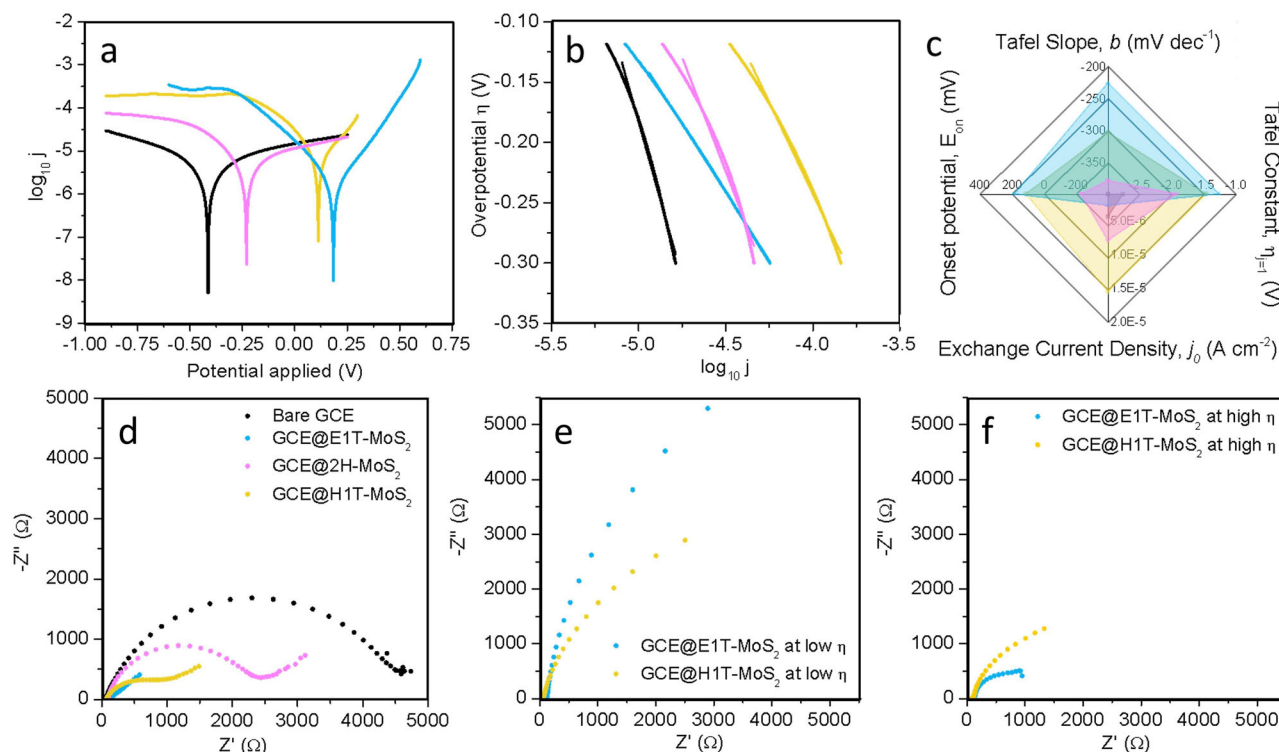 a
-2
-3
-4
-5
-6
-7
-8
-9
log₁₀ j
-1.00 -0.75 -0.50 -0.25 0.00 0.25 0.50 0.75
Potential applied (V)
b
-0.10
-0.15
-0.20
-0.25
-0.30
-0.35
Overpotential η (V)
-5.5 -5.0 -4.5 -4.0 -3.5
log₁₀ j
c
Tafel Slope, b (mV dec⁻¹)
-200
-250
-300
-350
400 200 0 -200 -2.5 -2.0 -1.5 -1.0
5.0E-6
1.0E-5
1.5E-5
2.0E-5
Onset potential, Eon (mV)
Tafel Constant, ηj=1 (V)
Exchange Current Density, j₀ (A cm⁻²)
d
Bare GCE
GCE@E1T-MoS₂
GCE@2H-MoS₂
GCE@H1T-MoS₂
5000
4000
3000
2000
1000
0
-Z'' (Ω)
0 1000 2000 3000 4000 5000
Z' (Ω)
e
GCE@E1T-MoS₂ at low η
GCE@H1T-MoS₂ at low η
5000
4000
3000
2000
1000
0
-Z'' (Ω)
0 1000 2000 3000 4000 5000
Z' (Ω)
f
GCE@E1T-MoS₂ at high η
GCE@H1T-MoS₂ at high η
5000
4000
3000
2000
1000
0
-Z'' (Ω)
0 1000 2000 3000 4000 5000
Z' (Ω)